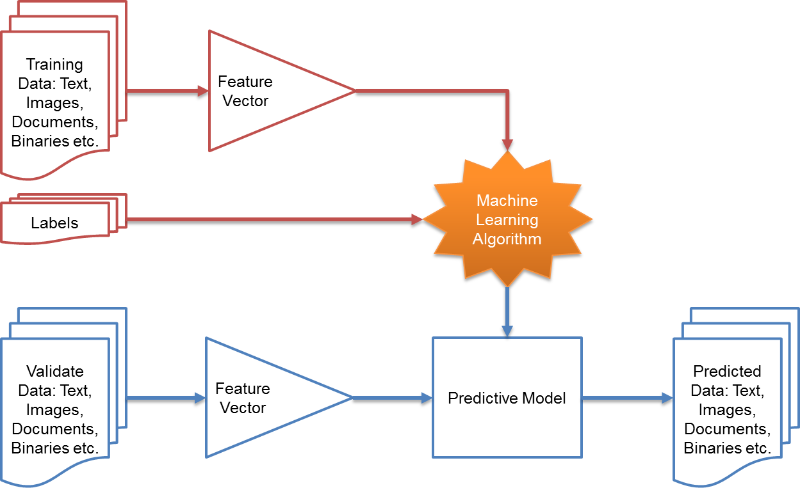 Training
Data: Text,
Images,
Documents,
Binaries etc.
Feature
Vector
Labels
Machine
Learning
Algorithm
Validate
Data: Text,
Images,
Documents,
Binaries etc.
Feature
Vector
Predictive Model
Predicted
Data: Text,
Images,
Documents,
Binaries etc.